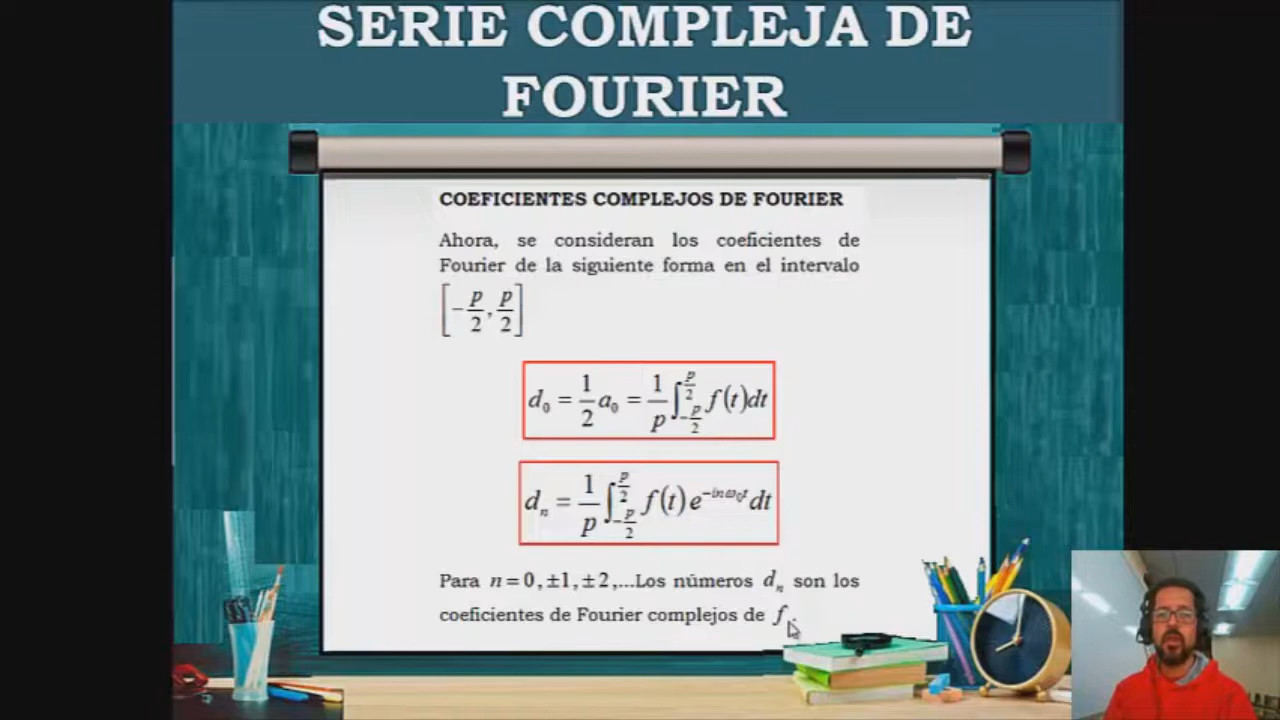 SERIE COMPLEJA DE
FOURIER
COEFICIENTES COMPLEJOS DE FOURIER
Ahora, se consideran los coeficientes de
Fourier de la siguiente forma en el intervalo
[-p/2, p/2]
d₀ = 1/2 a₀ = 1/p ∫_{-p/2}^{p/2} f(t)dt
dₙ = 1/p ∫_{-p/2}^{p/2} f(t) e^{-inω₀t} dt
Para n = 0, ±1, ±2,...Los números dₙ son los
coeficientes de Fourier complejos de f.